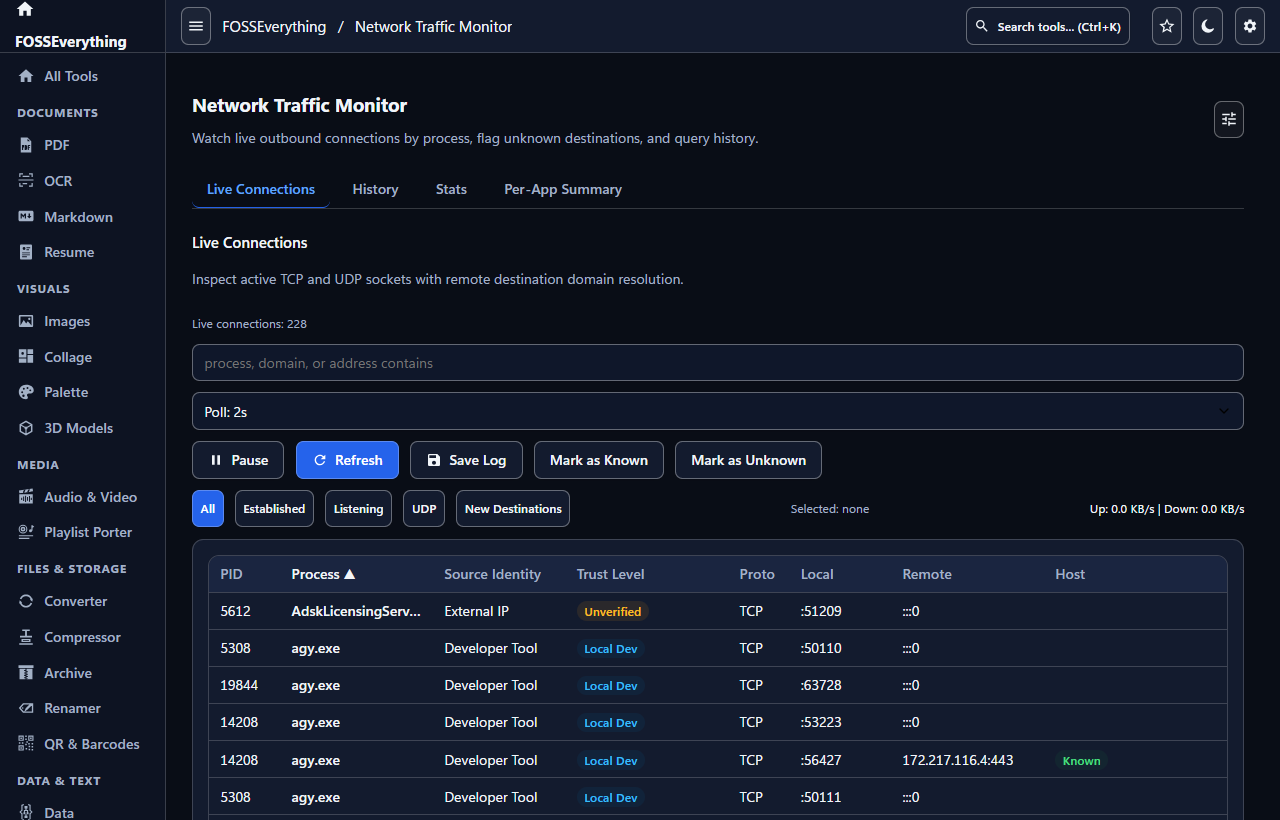 FOSSEverything
FOSSEverything / Network Traffic Monitor
Search tools... (Ctrl+K)
All Tools
DOCUMENTS
PDF
OCR
Markdown
Resume
VISUALS
Images
Collage
Palette
3D Models
MEDIA
Audio & Video
Playlist Porter
FILES & STORAGE
Converter
Compressor
Archive
Renamer
QR & Barcodes
DATA & TEXT
Data
Network Traffic Monitor
Watch live outbound connections by process, flag unknown destinations, and query history.
Live Connections History Stats Per-App Summary
Live Connections
Inspect active TCP and UDP sockets with remote destination domain resolution.
Live connections: 228
process, domain, or address contains
Poll: 2s
Pause Refresh Save Log Mark as Known Mark as Unknown
All Established Listening UDP New Destinations Selected: none Up: 0.0 KB/s | Down: 0.0 KB/s
PID Process ▲ Source Identity Trust Level Proto Local Remote Host
5612 AdskLicensingServ... External IP Unverified TCP :51209 :::0
5308 agy.exe Developer Tool Local Dev TCP :50110 :::0
19844 agy.exe Developer Tool Local Dev TCP :63728 :::0
14208 agy.exe Developer Tool Local Dev TCP :53223 :::0
14208 agy.exe Developer Tool Local Dev TCP :56427 172.217.116.4:443 Known
5308 agy.exe Developer Tool Local Dev TCP :50111 :::0